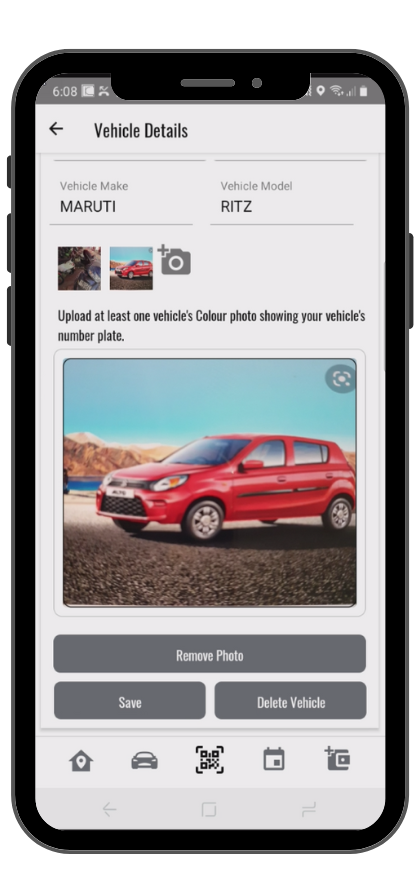 6:08
Vehicle Details
Vehicle Make
Vehicle Model
MARUTI
RITZ
Upload at least one vehicle's Colour photo showing your vehicle's
number plate.
ALTO
Remove Photo
Save
Delete Vehicle